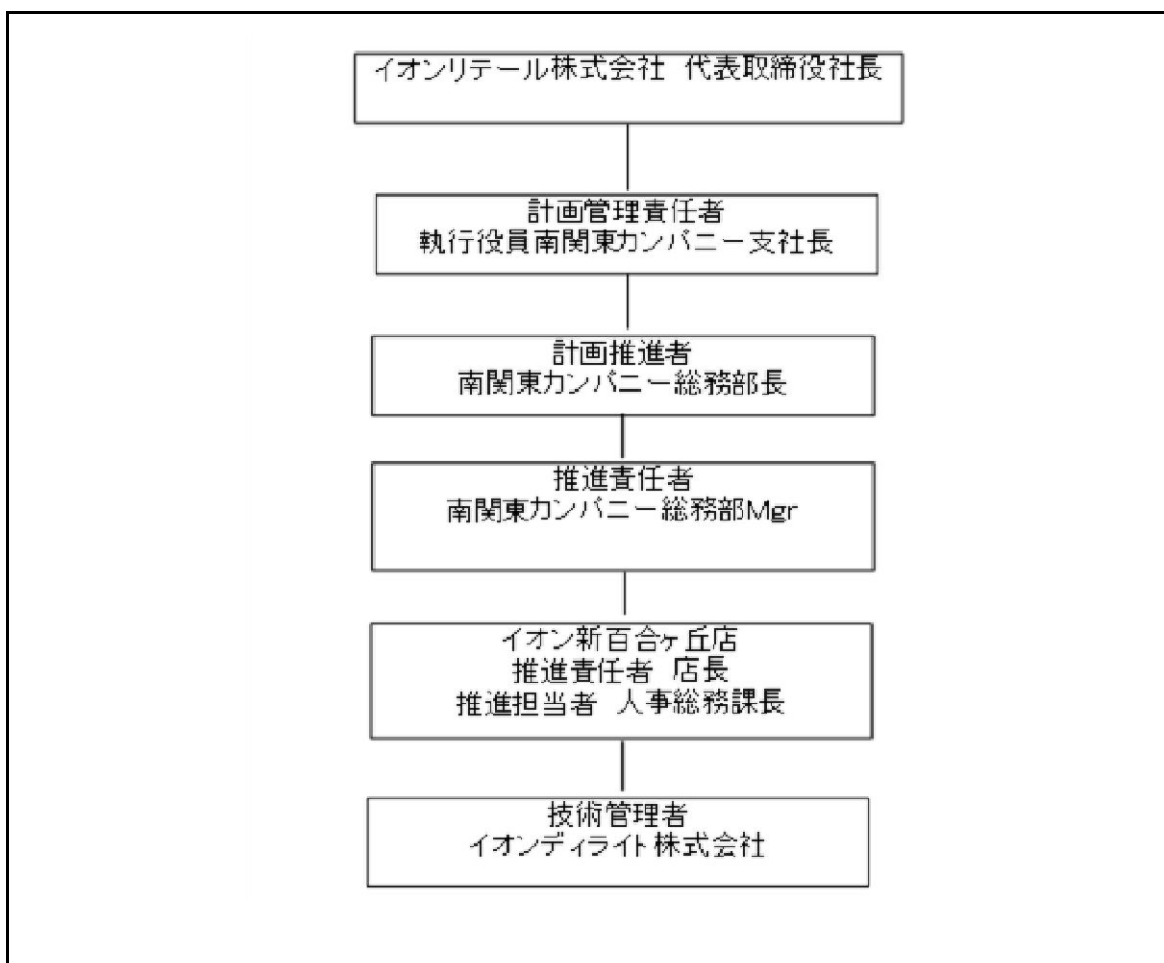 イオンリテール株式会社 代表取締役社長
計画管理責任者
執行役員南関東カンパニー支社長
計画推進者
南関東カンパニー総務部長
推進責任者
南関東カンパニー総務部Mgr
イオン新百合ヶ丘店
推進責任者 店長
推進担当者 人事総務課長
技術管理者
イオンディライト株式会社